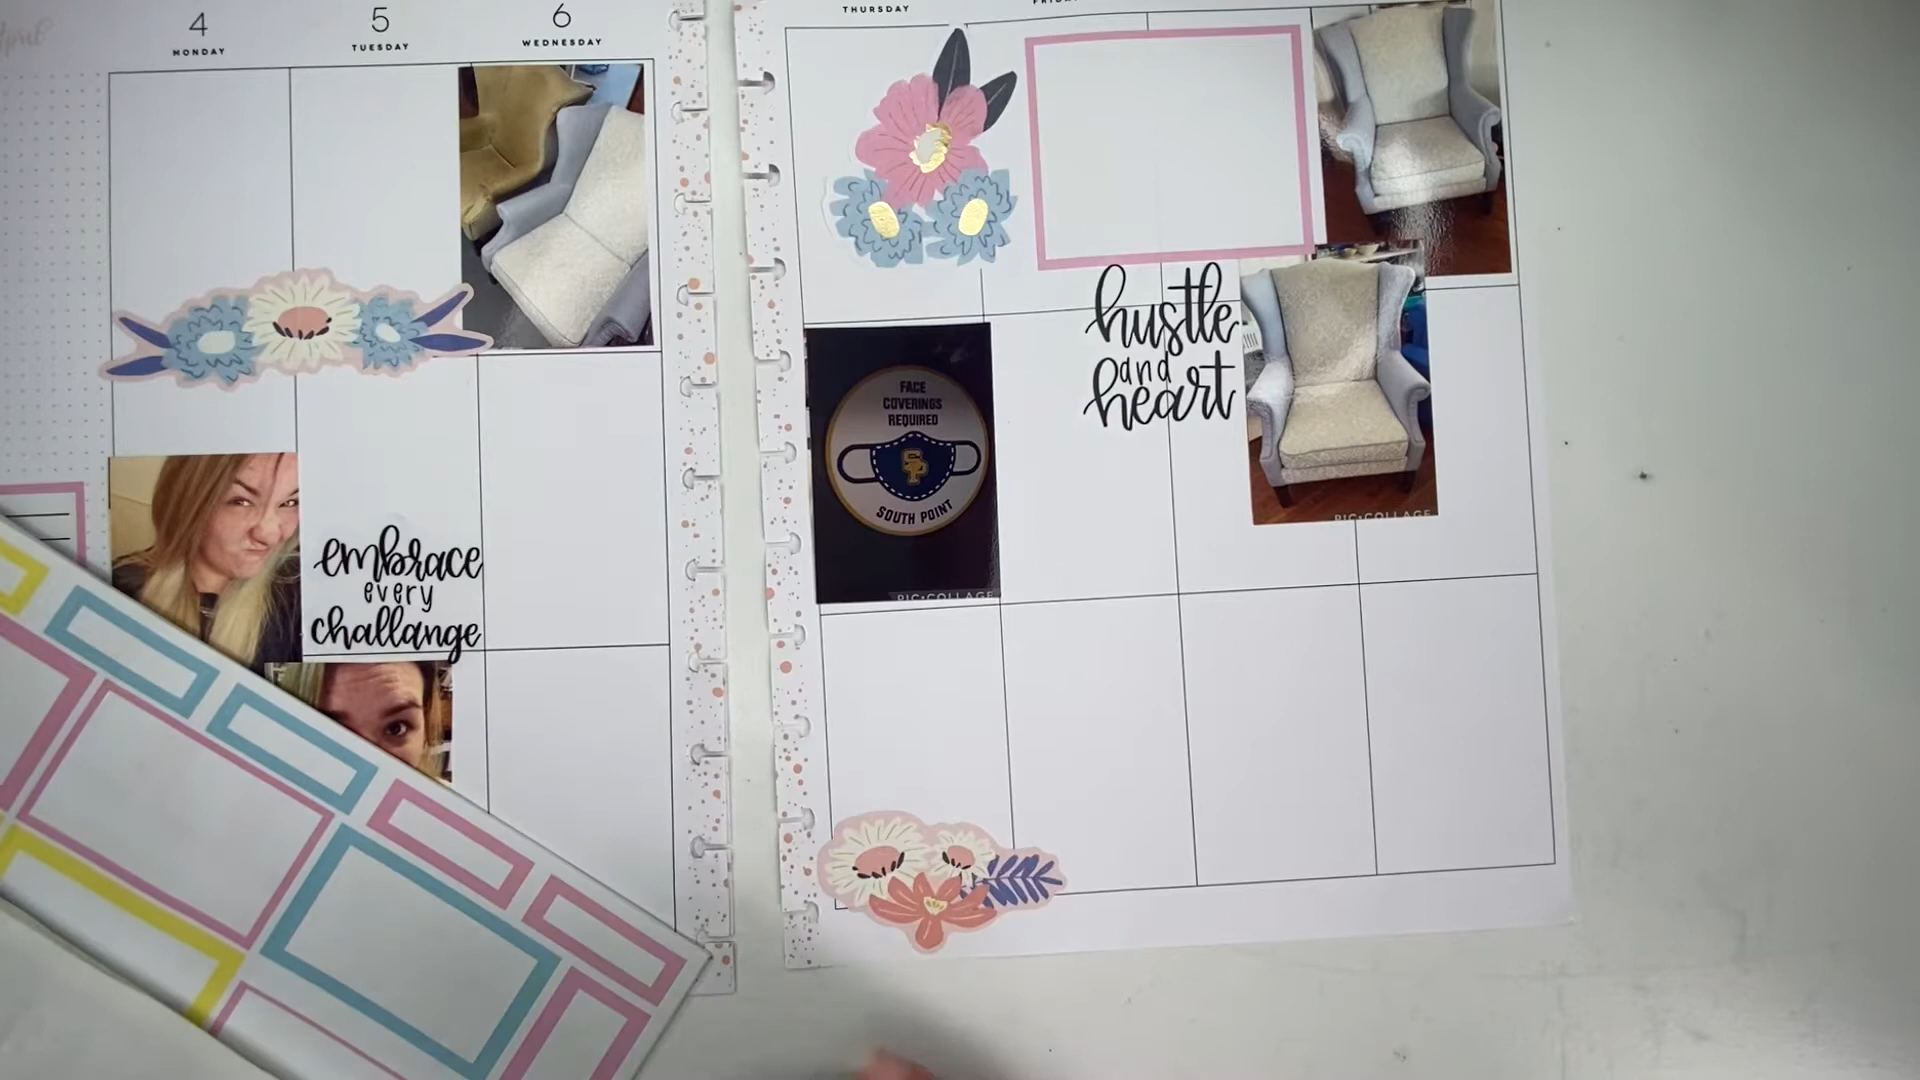 April
4
MONDAY
5
TUESDAY
6
WEDNESDAY
THURSDAY
embrace
every
challange
FACE
COVERINGS
REQUIRED
SP
SOUTH POINT
PIC•COLLAGE
hustle
and
heart
PIC•COLLAGE